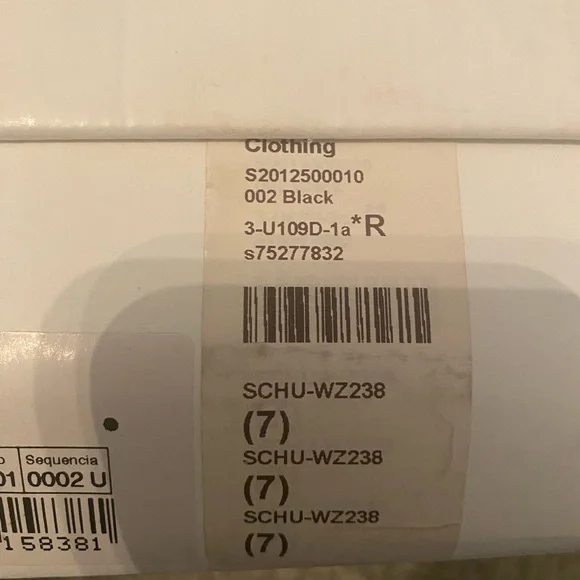 Clothing
S2012500010
002 Black
3-U109D-1a*R
s75277832
SCHU-WZ238
(7)
SCHU-WZ238
(7)
SCHU-WZ238
(7)
Sequencia
01 0002 U
158381